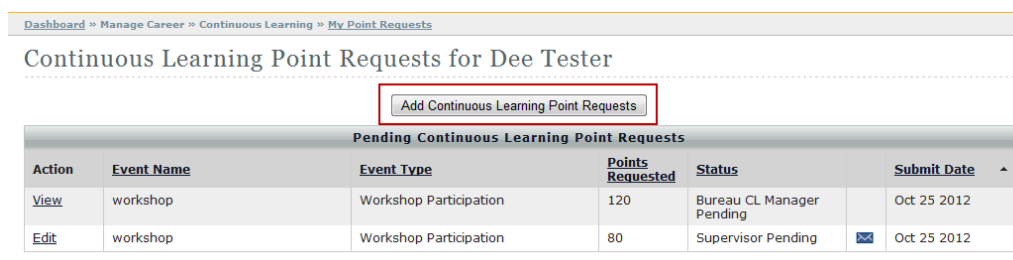 Dashboard » Manage Career » Continuous Learning » My Point Requests
Continuous Learning Point Requests for Dee Tester
Add Continuous Learning Point Requests
Pending Continuous Learning Point Requests
Action Event Name Event Type Points Requested Status Submit Date
View workshop Workshop Participation 120 Bureau CL Manager Pending Oct 25 2012
Edit workshop Workshop Participation 80 Supervisor Pending Oct 25 2012